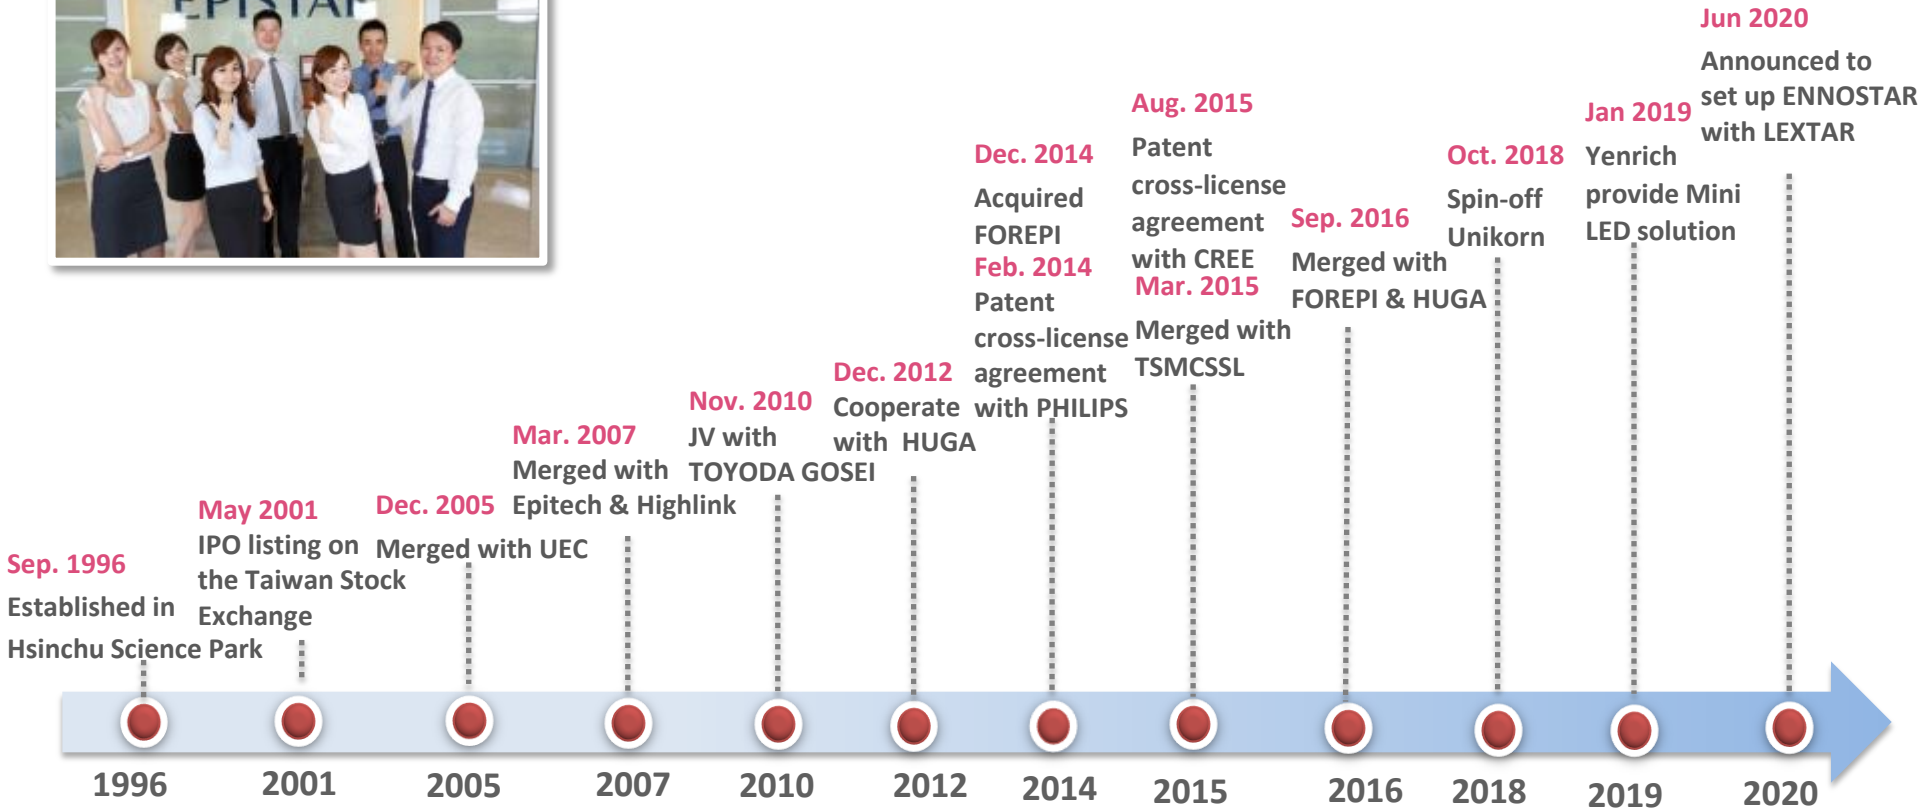 EPISTAR
Sep. 1996
Established in
Hsinchu Science Park
May 2001
IPO listing on
the Taiwan Stock
Exchange
Dec. 2005
Merged with UEC
Mar. 2007
Merged with
Epitech & Highlink
Nov. 2010
JV with
TOYODA GOSEI
Dec. 2012
Cooperate
with HUGA
Dec. 2014
Acquired
FOREPI
Feb. 2014
Patent
cross-license
agreement
with PHILIPS
Aug. 2015
Patent
cross-license
agreement
with CREE
Mar. 2015
Merged with
TSMCSSL
Sep. 2016
Merged with
FOREPI & HUGA
Oct. 2018
Spin-off
Unikorn
Jan 2019
Yenrich
provide Mini
LED solution
Jun 2020
Announced to
set up ENNOSTAR
with LEXTAR
1996
2001
2005
2007
2010
2012
2014
2015
2016
2018
2019
2020